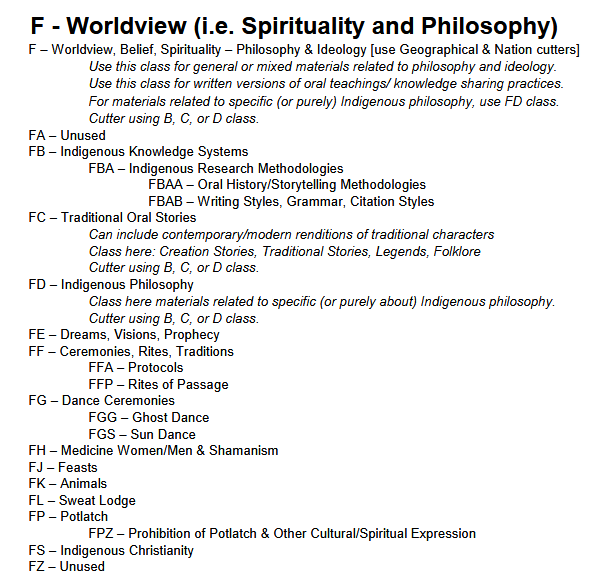 F - Worldview (i.e. Spirituality and Philosophy)
F – Worldview, Belief, Spirituality – Philosophy & Ideology [use Geographical & Nation cutters]
Use this class for general or mixed materials related to philosophy and ideology.
Use this class for written versions of oral teachings/ knowledge sharing practices.
For materials related to specific (or purely) Indigenous philosophy, use FD class.
Cutter using B, C, or D class.
FA – Unused
FB – Indigenous Knowledge Systems
FBA – Indigenous Research Methodologies
FBAA – Oral History/Storytelling Methodologies
FBAB – Writing Styles, Grammar, Citation Styles
FC – Traditional Oral Stories
Can include contemporary/modern renditions of traditional characters
Class here: Creation Stories, Traditional Stories, Legends, Folklore
Cutter using B, C, or D class.
FD – Indigenous Philosophy
Class here materials related to specific (or purely about) Indigenous philosophy.
Cutter using B, C, or D class.
FE – Dreams, Visions, Prophecy
FF – Ceremonies, Rites, Traditions
FFA – Protocols
FFP – Rites of Passage
FG – Dance Ceremonies
FGG – Ghost Dance
FGS – Sun Dance
FH – Medicine Women/Men & Shamanism
FJ – Feasts
FK – Animals
FL – Sweat Lodge
FP – Potlatch
FPZ – Prohibition of Potlatch & Other Cultural/Spiritual Expression
FS – Indigenous Christianity
FZ – Unused